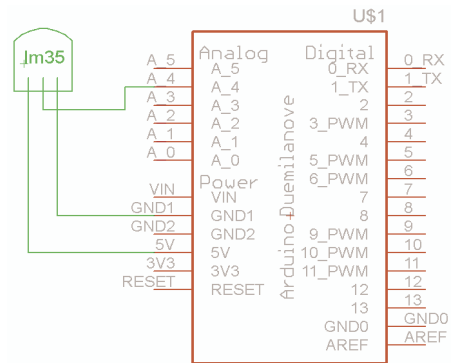 U$1
lm35
Analog Digital
A_5 A_5 0_RX 0_RX
A_4 A_4 1_TX 1_TX
A_3 A_3 2 2
A_2 A_2 3_PWM 3
A_1 A_1 4 4
A_0 A_0 5_PWM 5
Power 6_PWM 6
VIN VIN 7 7
GND1 GND1 8 8
GND2 GND2 9_PWM 9
5V 5V 10_PWM 10
3V3 3V3 11_PWM 11
RESET RESET 12 12
13 13
GND0 GND0
AREF AREF
Arduino Duemilanove